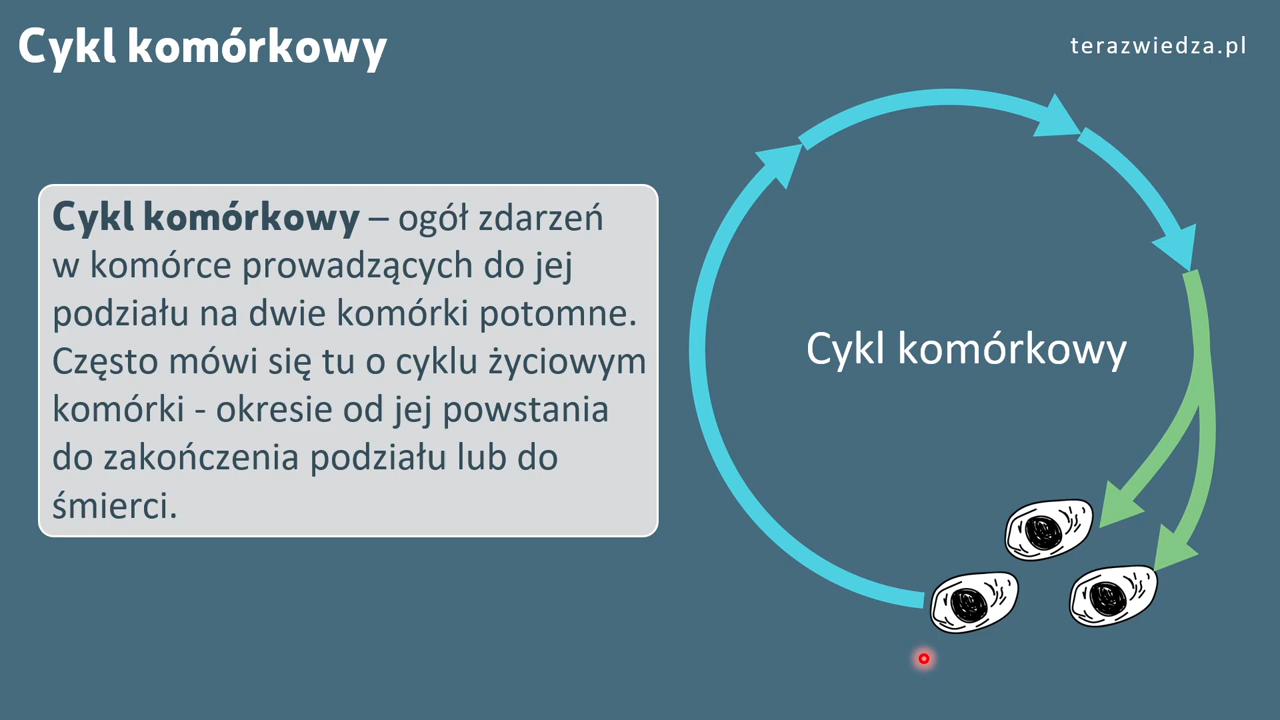 Cykl komórkowy
terazwiedza.pl
Cykl komórkowy – ogół zdarzeń
w komórce prowadzących do jej
podziału na dwie komórki potomne.
Często mówi się tu o cyklu życiowym
komórki - okresie od jej powstania
do zakończenia podziału lub do
śmierci.
Cykl komórkowy